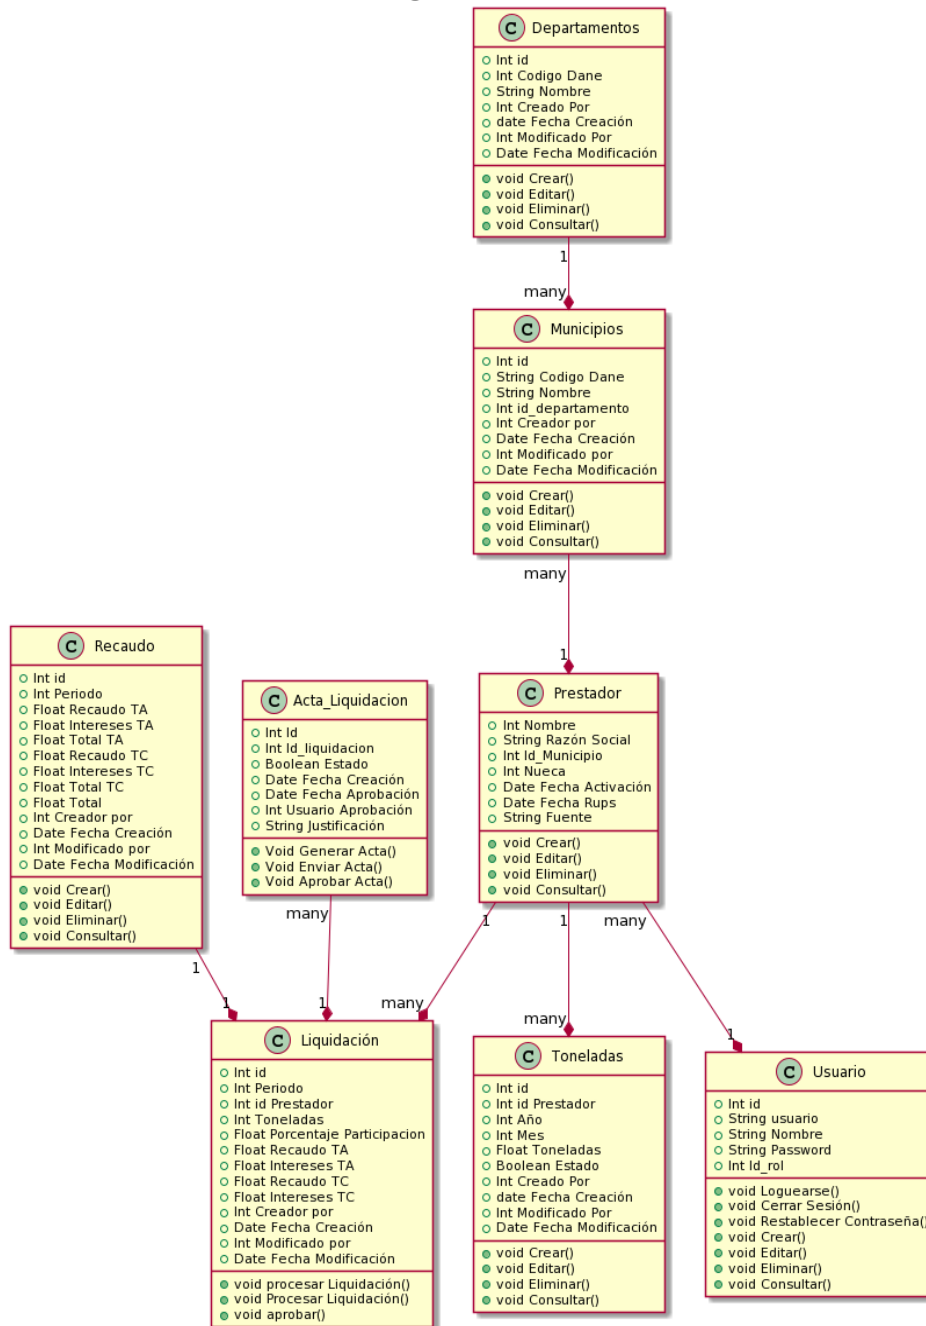 C Departamentos
Int id
Int Codigo Dane
String Nombre
Int Creado Por
date Fecha Creación
Int Modificado Por
Date Fecha Modificación
void Crear()
void Editar()
void Eliminar()
void Consultar()
1
many
C Municipios
Int id
String Codigo Dane
String Nombre
Int id_departamento
Int Creador por
Date Fecha Creación
Int Modificado por
Date Fecha Modificación
void Crear()
void Editar()
void Eliminar()
void Consultar()
many
1
C Recaudo
Int id
Int Periodo
Float Recaudo TA
Float Intereses TA
Float Total TA
Float Recaudo TC
Float Intereses TC
Float Total TC
Float Total
Int Creador por
Date Fecha Creación
Int Modificado por
Date Fecha Modificación
void Crear()
void Editar()
void Eliminar()
void Consultar()
C Acta_Liquidacion
Int Id
Int Id_liquidacion
Boolean Estado
Date Fecha Creación
Date Fecha Aprobación
Int Usuario Aprobación
String Justificación
Void Generar Acta()
Void Enviar Acta()
Void Aprobar Acta()
C Prestador
Int Nombre
String Razón Social
Int Id_Municipio
Int Nueca
Date Fecha Activación
Date Fecha Rups
String Fuente
void Crear()
void Editar()
void Eliminar()
void Consultar()
1
many
1
1
many
1
1
many
many
1
C Liquidación
Int id
Int Periodo
Int id Prestador
Int Toneladas
Float Porcentaje Participacion
Float Recaudo TA
Float Intereses TA
Float Recaudo TC
Float Intereses TC
Int Creador por
Date Fecha Creación
Int Modificado por
Date Fecha Modificación
void procesar Liquidación()
void Procesar Liquidación()
void aprobar()
C Toneladas
Int id
Int id Prestador
Int Año
Int Mes
Float Toneladas
Boolean Estado
Int Creado Por
date Fecha Creación
Int Modificado Por
Date Fecha Modificación
void Crear()
void Editar()
void Eliminar()
void Consultar()
C Usuario
Int id
String usuario
String Nombre
String Password
Int Id_rol
void Loguearse()
void Cerrar Sesión()
void Restablecer Contraseña()
void Crear()
void Editar()
void Eliminar()
void Consultar()